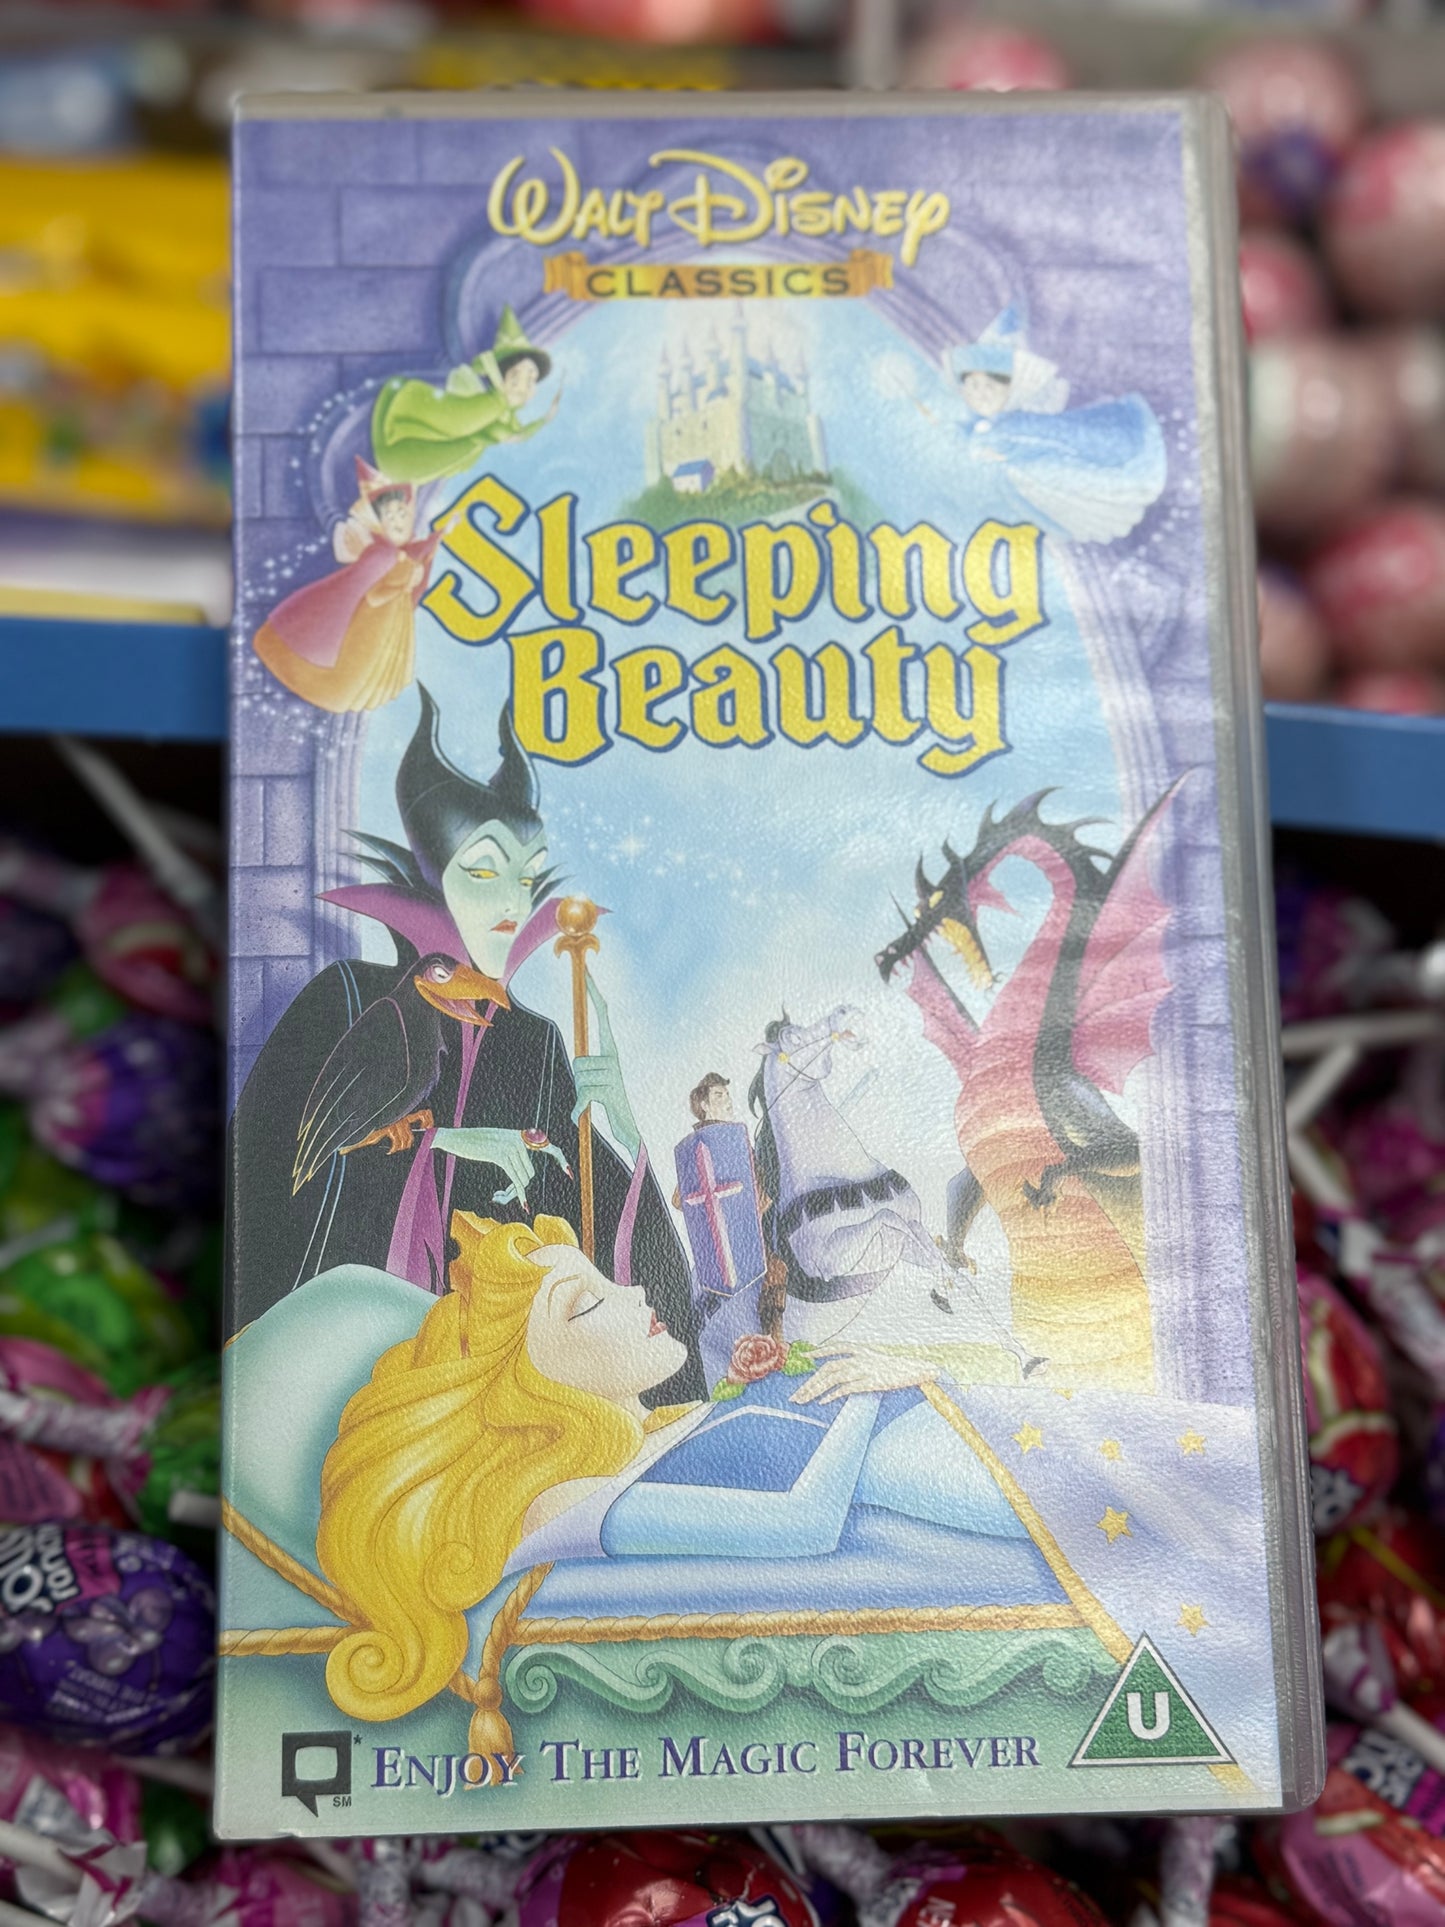 WALT DISNEY
CLASSICS
Sleeping
Beauty
ENJOY THE MAGIC FOREVER
SM
U